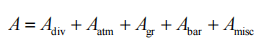 A = A_div + A_atm + A_gr + A_bar + A_misc